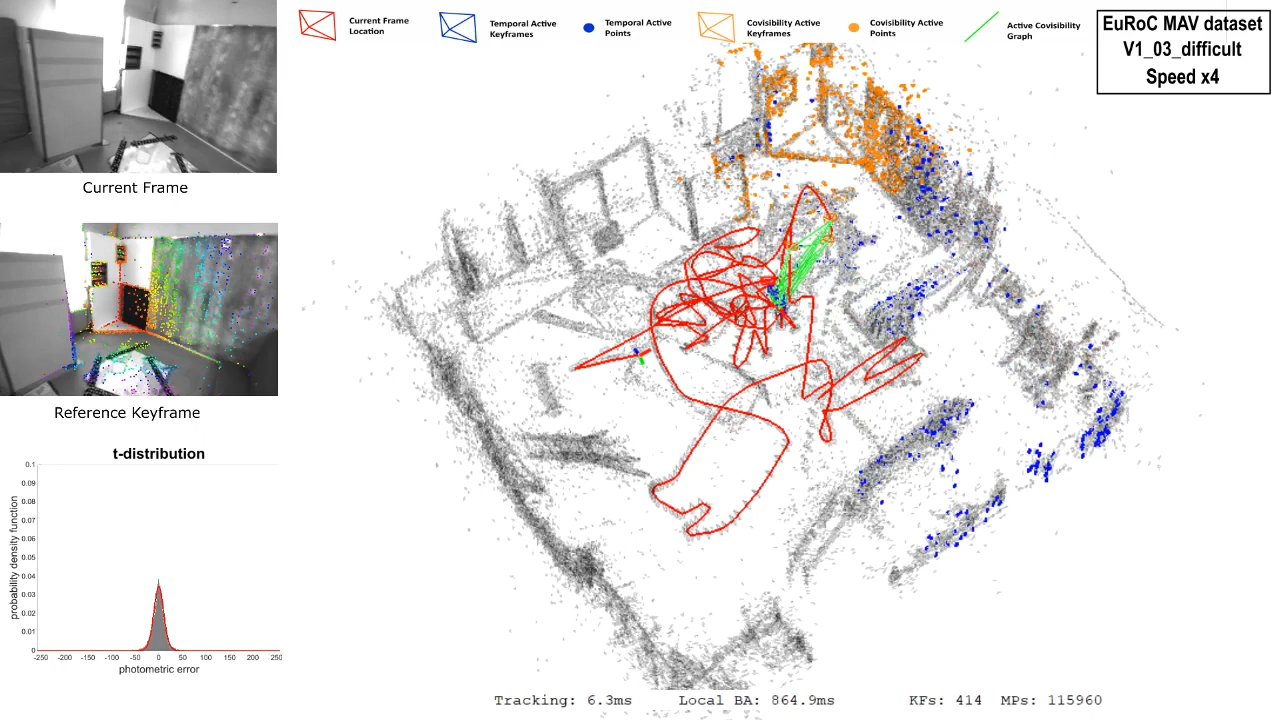 Current Frame
Location
Temporal Active
Keyframes
Temporal Active
Points
Covisibility Active
Keyframes
Covisibility Active
Points
Active Covisibility
Graph
EuRoC MAV dataset
V1_03_difficult
Speed x4
Current Frame
Reference Keyframe
t-distribution
probability density function
0.1
0.09
0.08
0.07
0.06
0.05
0.04
0.03
0.02
0.01
0
-250 -200 -150 -100 -50 0 50 100 150 200 250
photometric error
Tracking: 6.3ms Local BA: 864.9ms KFs: 414 MPs: 115960